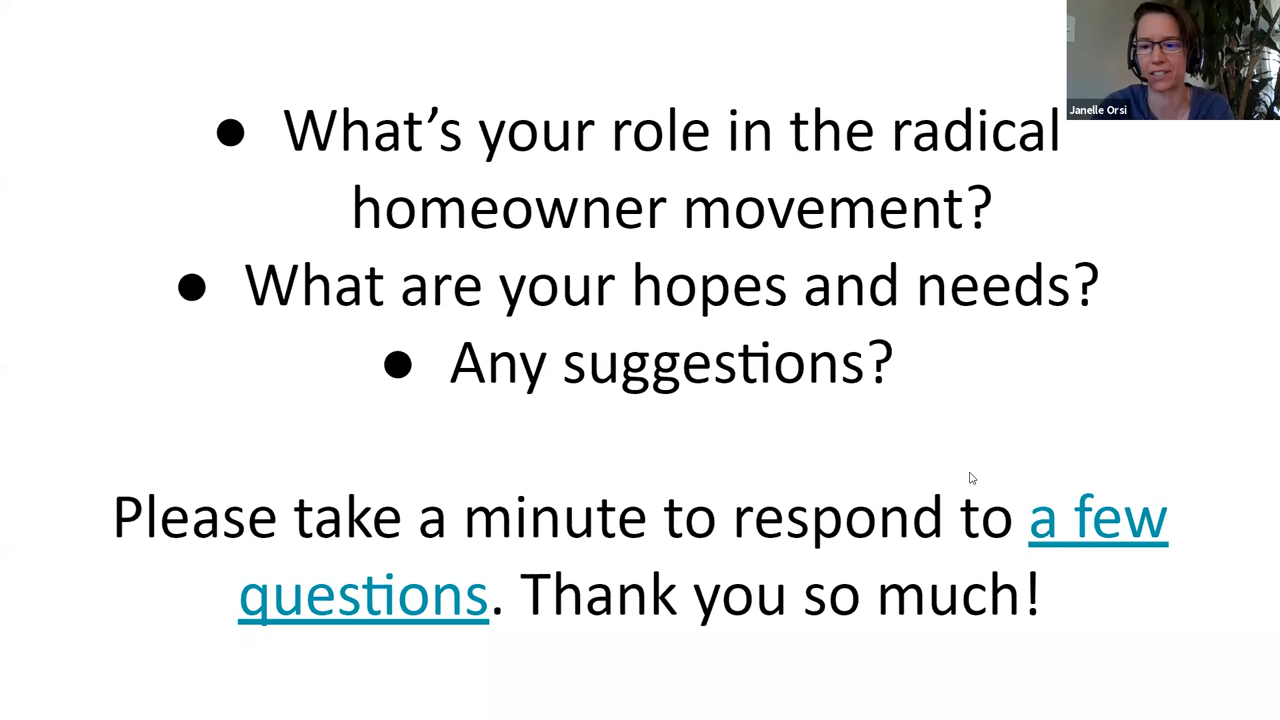 Janelle Orsi
● What’s your role in the radical
homeowner movement?
● What are your hopes and needs?
● Any suggestions?
Please take a minute to respond to a few
questions. Thank you so much!